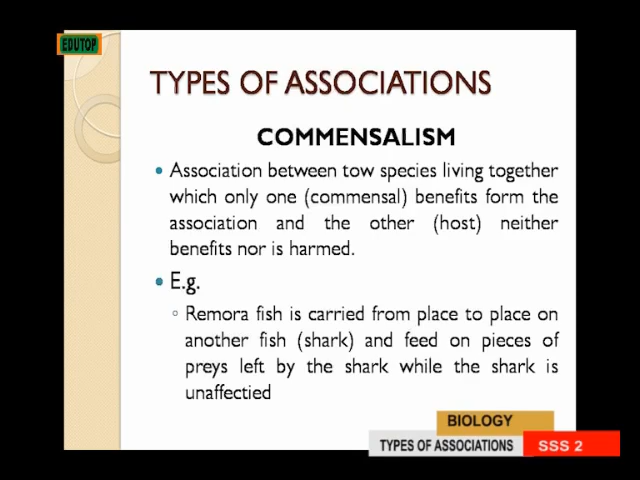 EDUTOP
TYPES OF ASSOCIATIONS
COMMENSALISM
• Association between tow species living together
which only one (commensal) benefits form the
association and the other (host) neither
benefits nor is harmed.
• E.g.
◦ Remora fish is carried from place to place on
another fish (shark) and feed on pieces of
preys left by the shark while the shark is
unaffectied
BIOLOGY
TYPES OF ASSOCIATIONS SSS 2